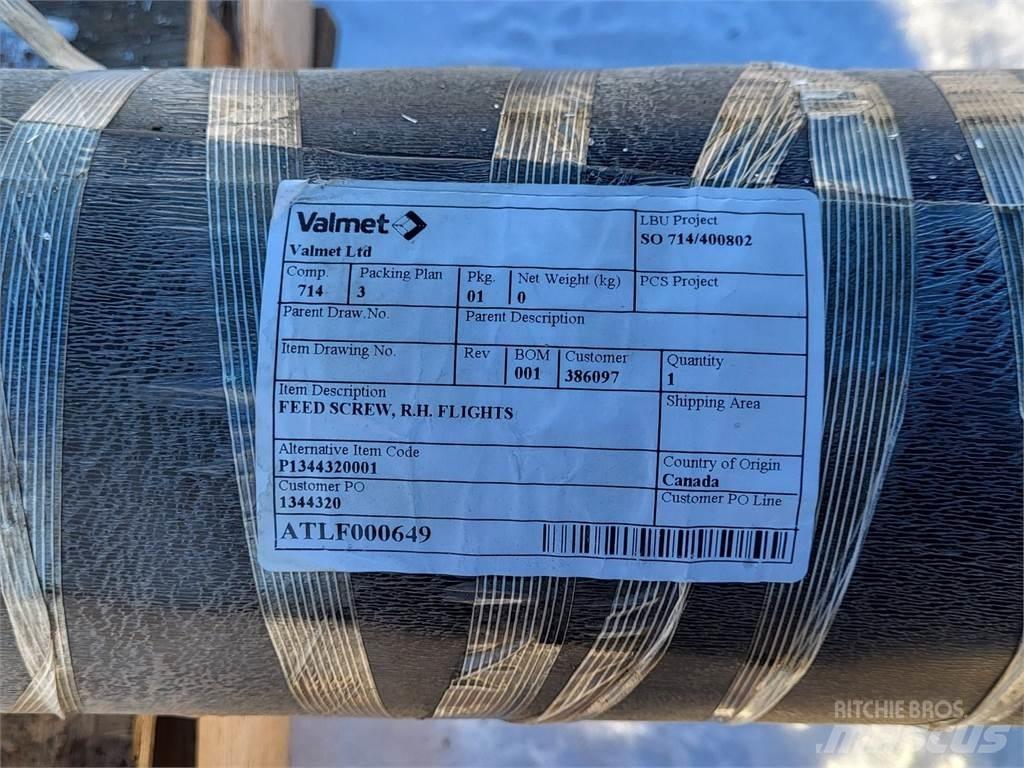 Valmet
Valmet Ltd
LBU Project
SO 714/400802
Comp.
714
Packing Plan
3
Pkg.
01
Net Weight (kg)
0
PCS Project
Parent Draw.No.
Parent Description
Item Drawing No.
Rev
BOM
001
Customer
386097
Quantity
1
Item Description
FEED SCREW, R.H. FLIGHTS
Shipping Area
Alternative Item Code
P1344320001
Country of Origin
Canada
Customer PO
1344320
Customer PO Line
ATLF000649
RITCHIE BROS.
Mascus